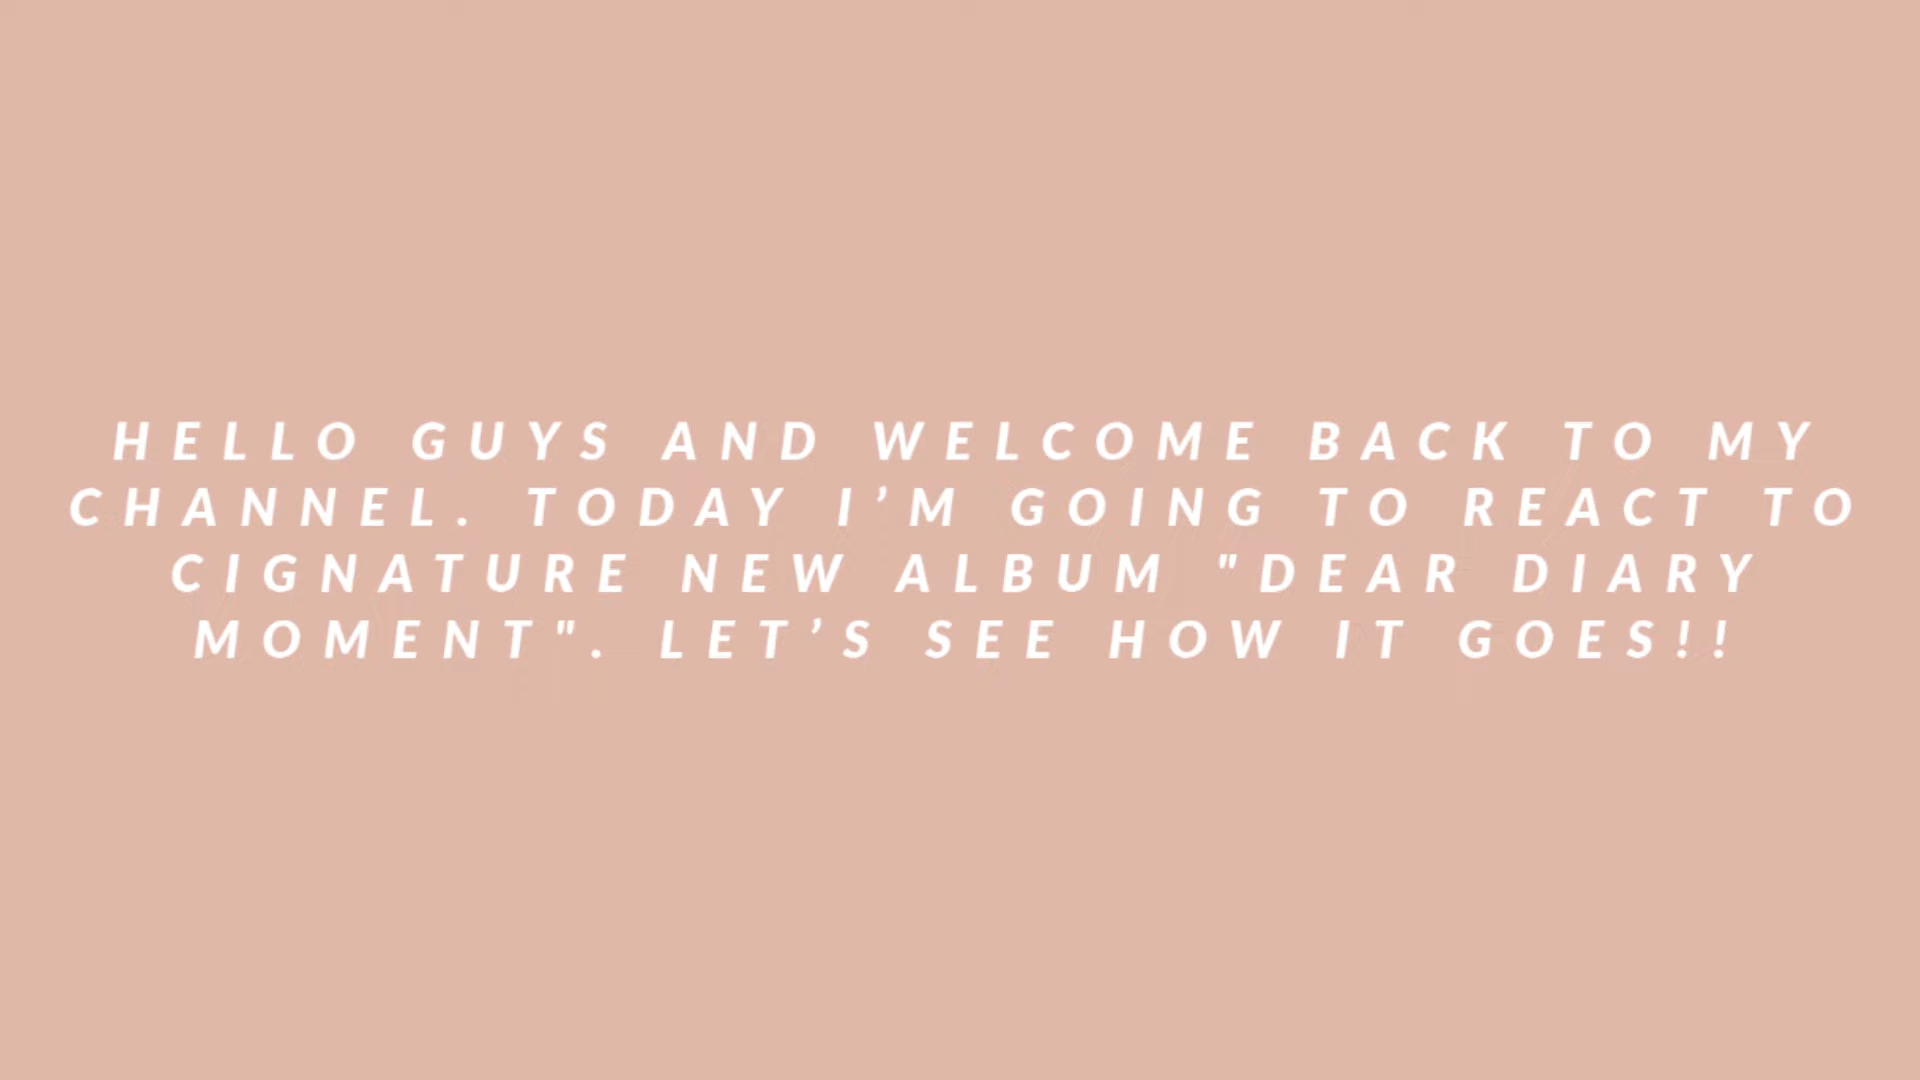 HELLO GUYS AND WELCOME BACK TO MY
CHANNEL. TODAY I’M GOING TO REACT TO
CIGNATURE NEW ALBUM "DEAR DIARY
MOMENT". LET’S SEE HOW IT GOES!!